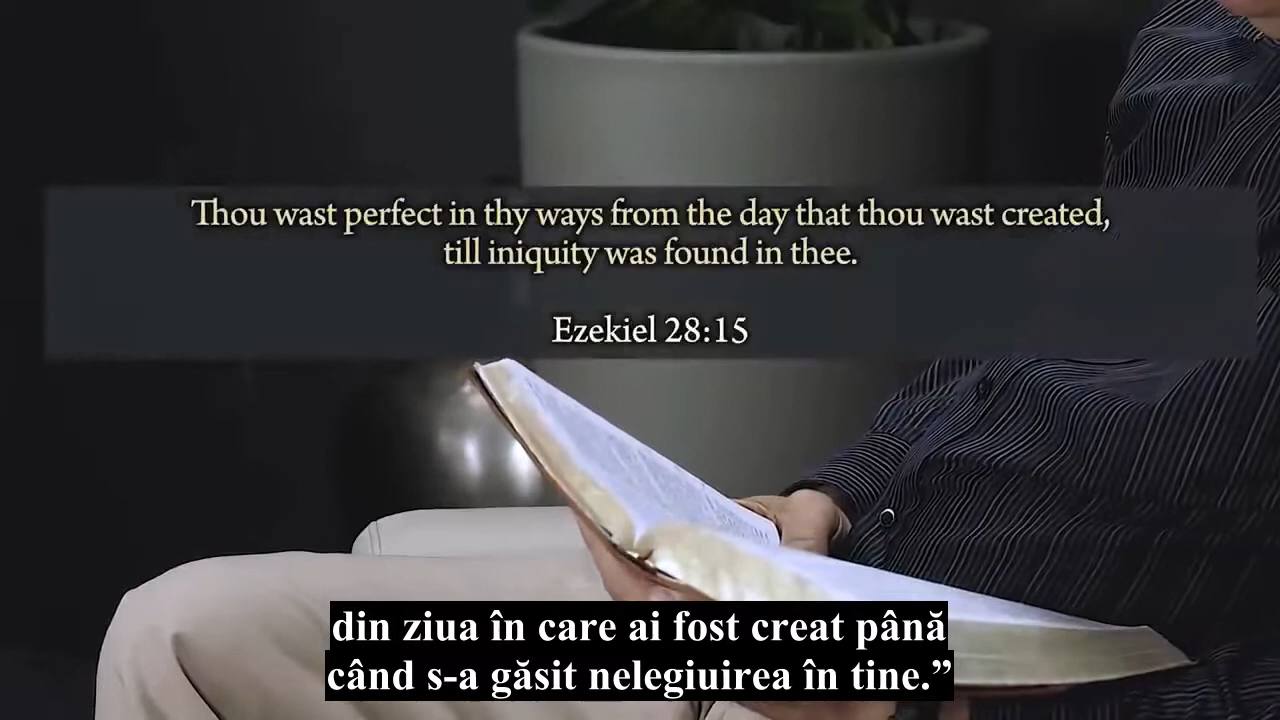 Thou wast perfect in thy ways from the day that thou wast created,
till iniquity was found in thee.
Ezekiel 28:15
din ziua în care ai fost creat până
când s-a găsit nelegiuirea în tine.”